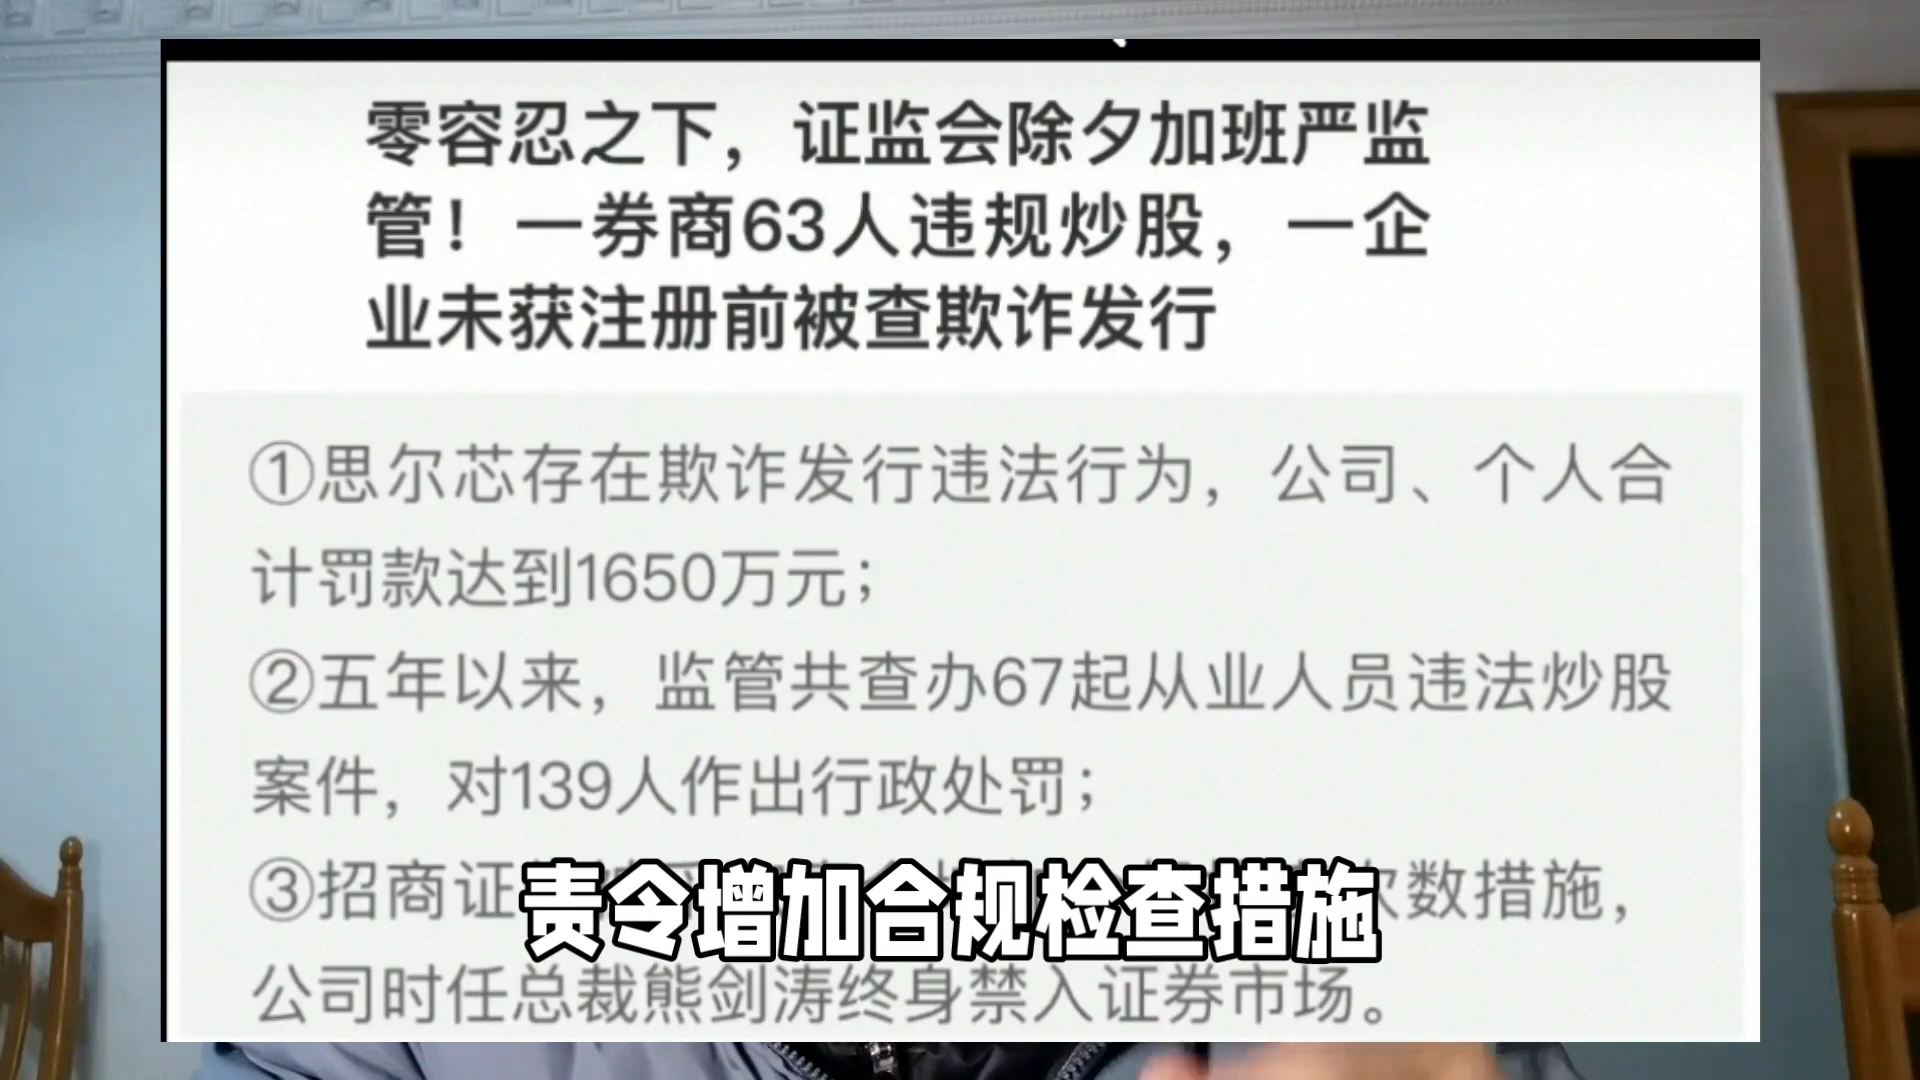 零容忍之下，证监会除夕加班严监
管！一券商63人违规炒股，一企
业未获注册前被查欺诈发行
①思尔芯存在欺诈发行违法行为，公司、个人合
计罚款达到1650万元；
②五年以来，监管共查办67起从业人员违法炒股
案件，对139人作出行政处罚；
③招商证 数措施，
责令增加合规检查措施
公司时任总裁熊剑涛终身禁入证券市场。